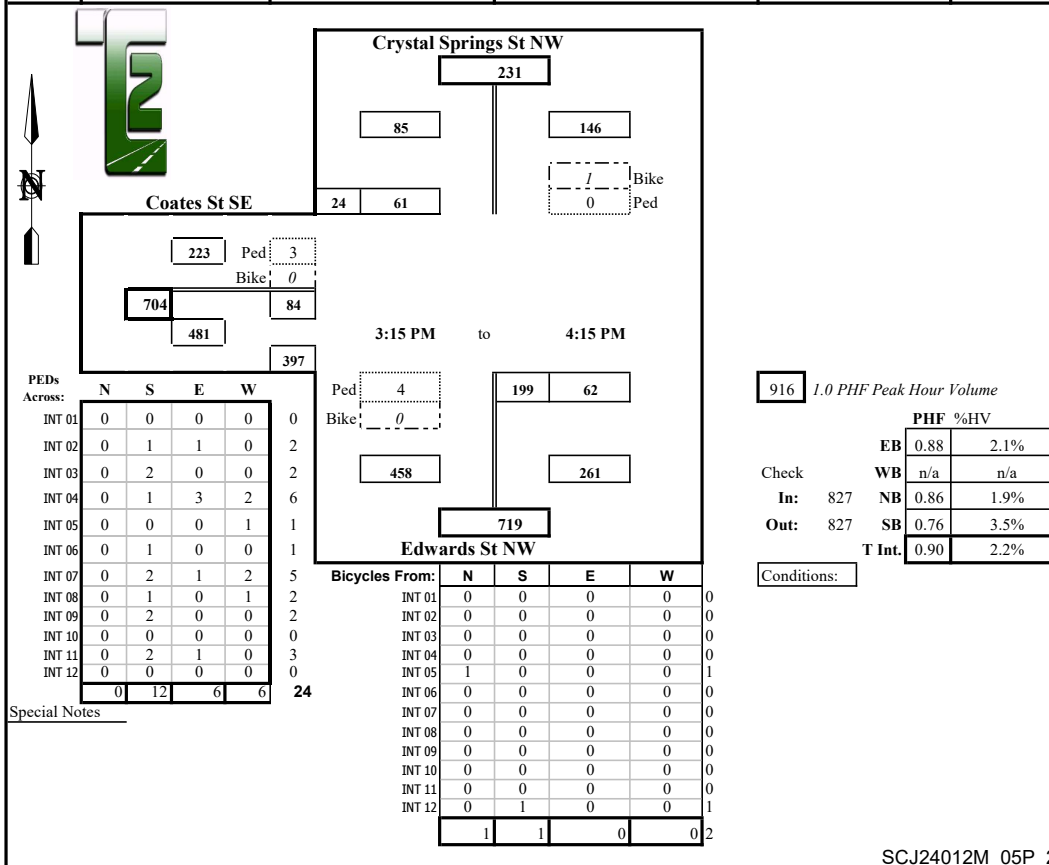 Crystal Springs St NW
231
85 146
1 Bike
0 Ped
Coates St SE 24 61
223 Ped 3
Bike 0
704 84
481 3:15 PM to 4:15 PM
397
Ped 4 199 62
Bike 0
458 261
719
Edwards St NW
916 1.0 PHF Peak Hour Volume
PHF %HV
EB 0.88 2.1%
Check WB n/a n/a
In: 827 NB 0.86 1.9%
Out: 827 SB 0.76 3.5%
T Int. 0.90 2.2%
Conditions:
PEDs Across: N S E W
INT 01 0 0 0 0 0
INT 02 0 1 1 0 2
INT 03 0 2 0 0 2
INT 04 0 1 3 2 6
INT 05 0 0 0 1 1
INT 06 0 1 0 0 1
INT 07 0 2 1 2 5
INT 08 0 1 0 1 2
INT 09 0 2 0 0 2
INT 10 0 0 0 0 0
INT 11 0 2 1 0 3
INT 12 0 0 0 0 0
0 12 6 6 24
Special Notes
Bicycles From: N S E W
INT 01 0 0 0 0 0
INT 02 0 0 0 0 0
INT 03 0 0 0 0 0
INT 04 0 0 0 0 0
INT 05 1 0 0 0 1
INT 06 0 0 0 0 0
INT 07 0 0 0 0 0
INT 08 0 0 0 0 0
INT 09 0 0 0 0 0
INT 10 0 0 0 0 0
INT 11 0 0 0 0 0
INT 12 0 1 0 0 1
1 1 0 0 2
SCJ24012M_05P
N